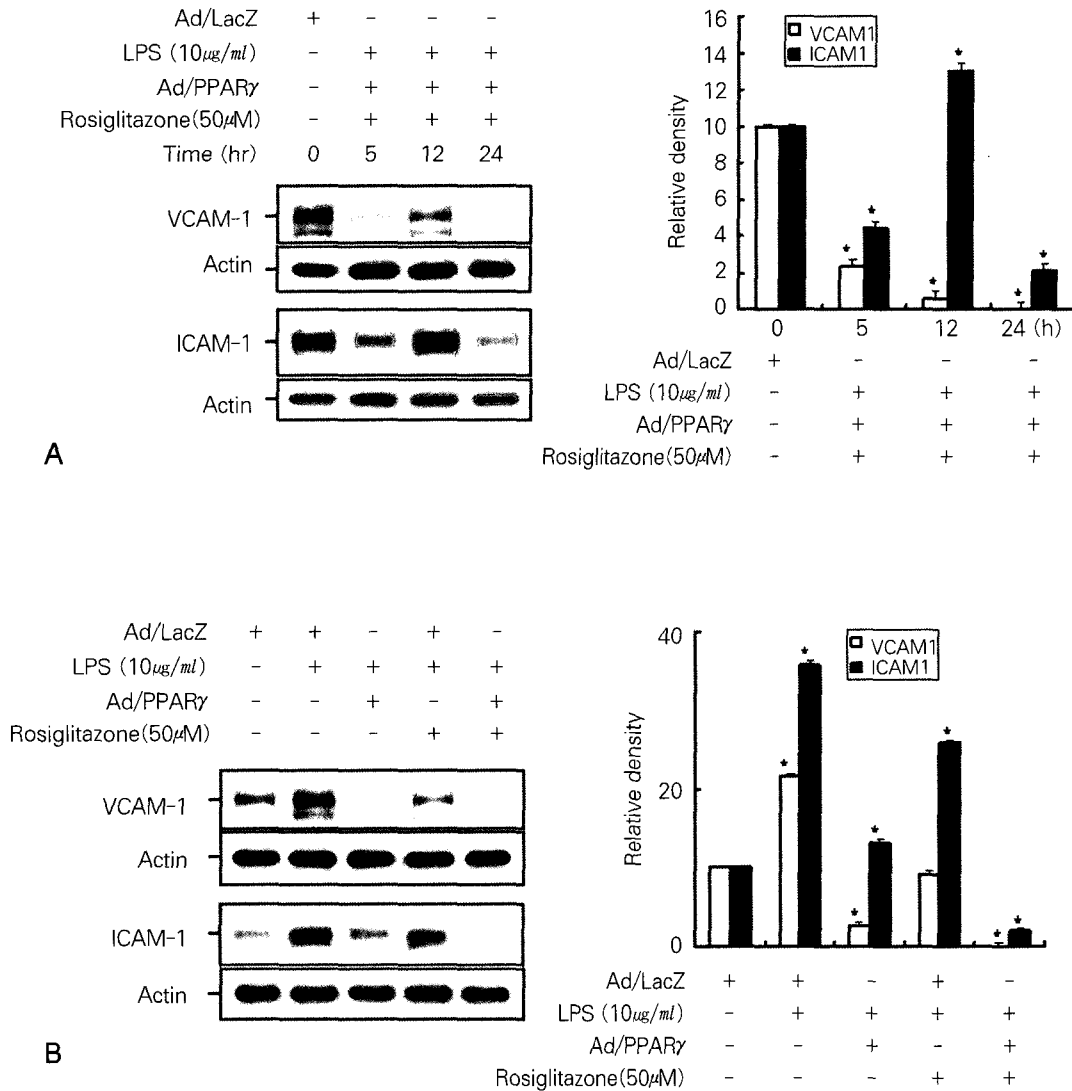 Ad/LacZ + - - -
LPS (10μg/ml) - + + +
Ad/PPARγ - + + +
Rosiglitazone(50μM) - + + +
Time (hr) 0 5 12 24
VCAM-1
Actin
ICAM-1
Actin
A
VCAM1
ICAM1
Relative density
16
14
12
10
8
6
4
2
0
* * * * * *
0 5 12 24 (h)
Ad/LacZ + - - -
LPS (10μg/ml) - + + +
Ad/PPARγ - + + +
Rosiglitazone(50μM) - + + +
Ad/LacZ + + - + -
LPS (10μg/ml) - + + + +
Ad/PPARγ - - + - +
Rosiglitazone(50μM) - - - + +
VCAM-1
Actin
ICAM-1
Actin
B
VCAM1
ICAM1
Relative density
40
20
0
* * * * * * *
Ad/LacZ + + - + -
LPS (10μg/ml) - + + + +
Ad/PPARγ - - + - +
Rosiglitazone(50μM) - - - + +